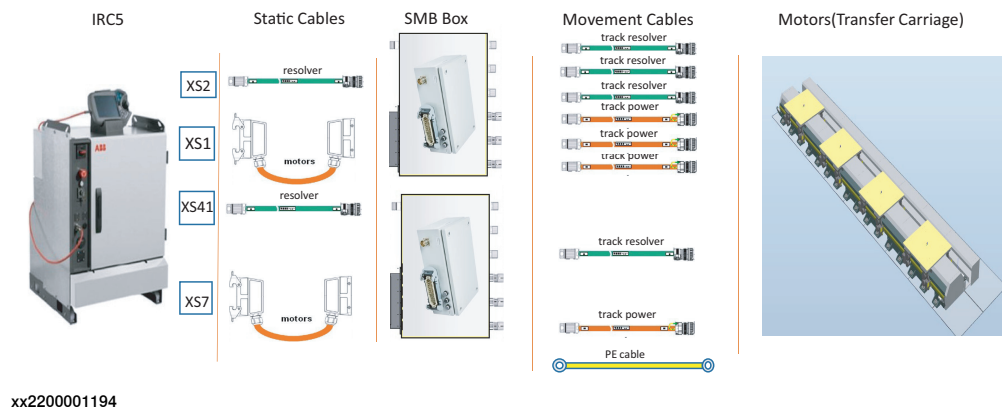 IRC5
Static Cables
SMB Box
Movement Cables
Motors(Transfer Carriage)
XS2
resolver
XS1
motors
XS41
resolver
XS7
motors
ABB
track resolver
track resolver
track resolver
track power
track power
track power
track resolver
track power
PE cable
xx2200001194